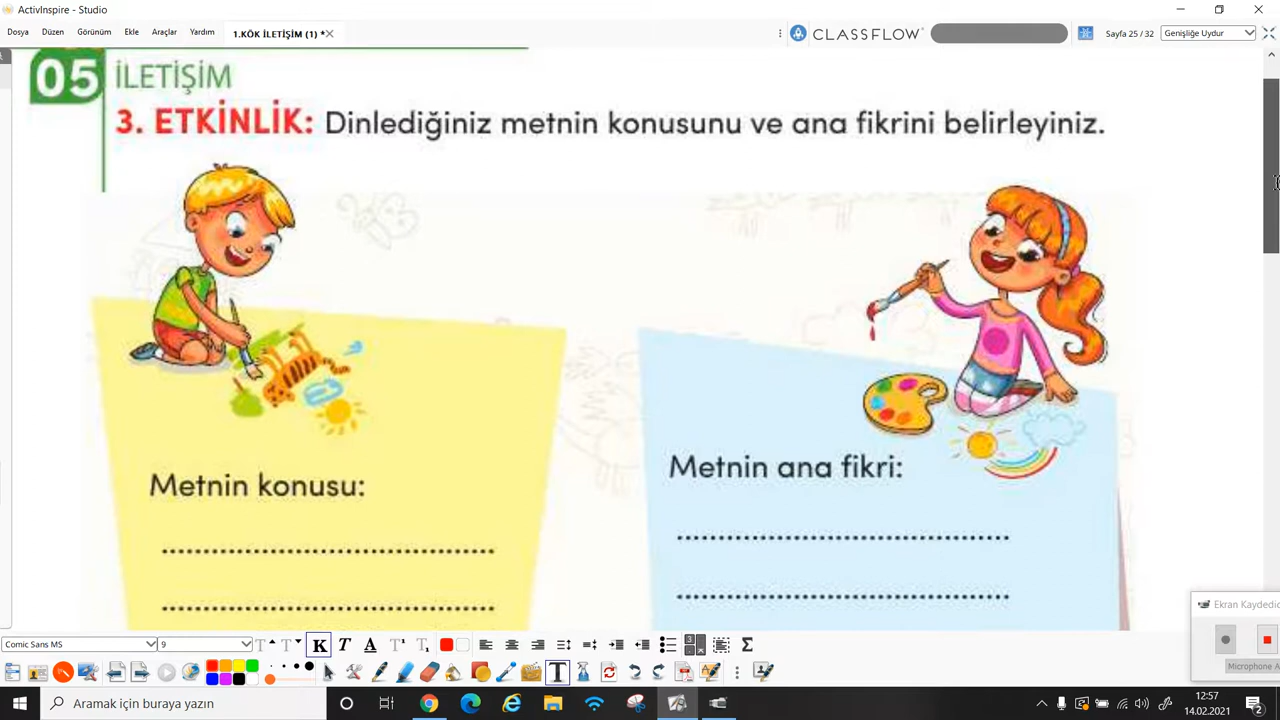 ActivInspire - Studio
Dosya Düzen Görünüm Ekle Araçlar Yardım
1.KÖK İLETİŞİM (1) *
CLASSFLOW
Sayfa 25 / 32
Genişliğe Uydur
05 İLETİŞİM
3. ETKİNLİK: Dinlediğiniz metnin konusunu ve ana fikrini belirleyiniz.
Metnin konusu:
......................................
......................................
Metnin ana fikri:
......................................
......................................
Ekran Kaydedic
Microphone A
Comic Sans MS 9 K T A
Aramak için buraya yazın
12:57
14.02.2021
2